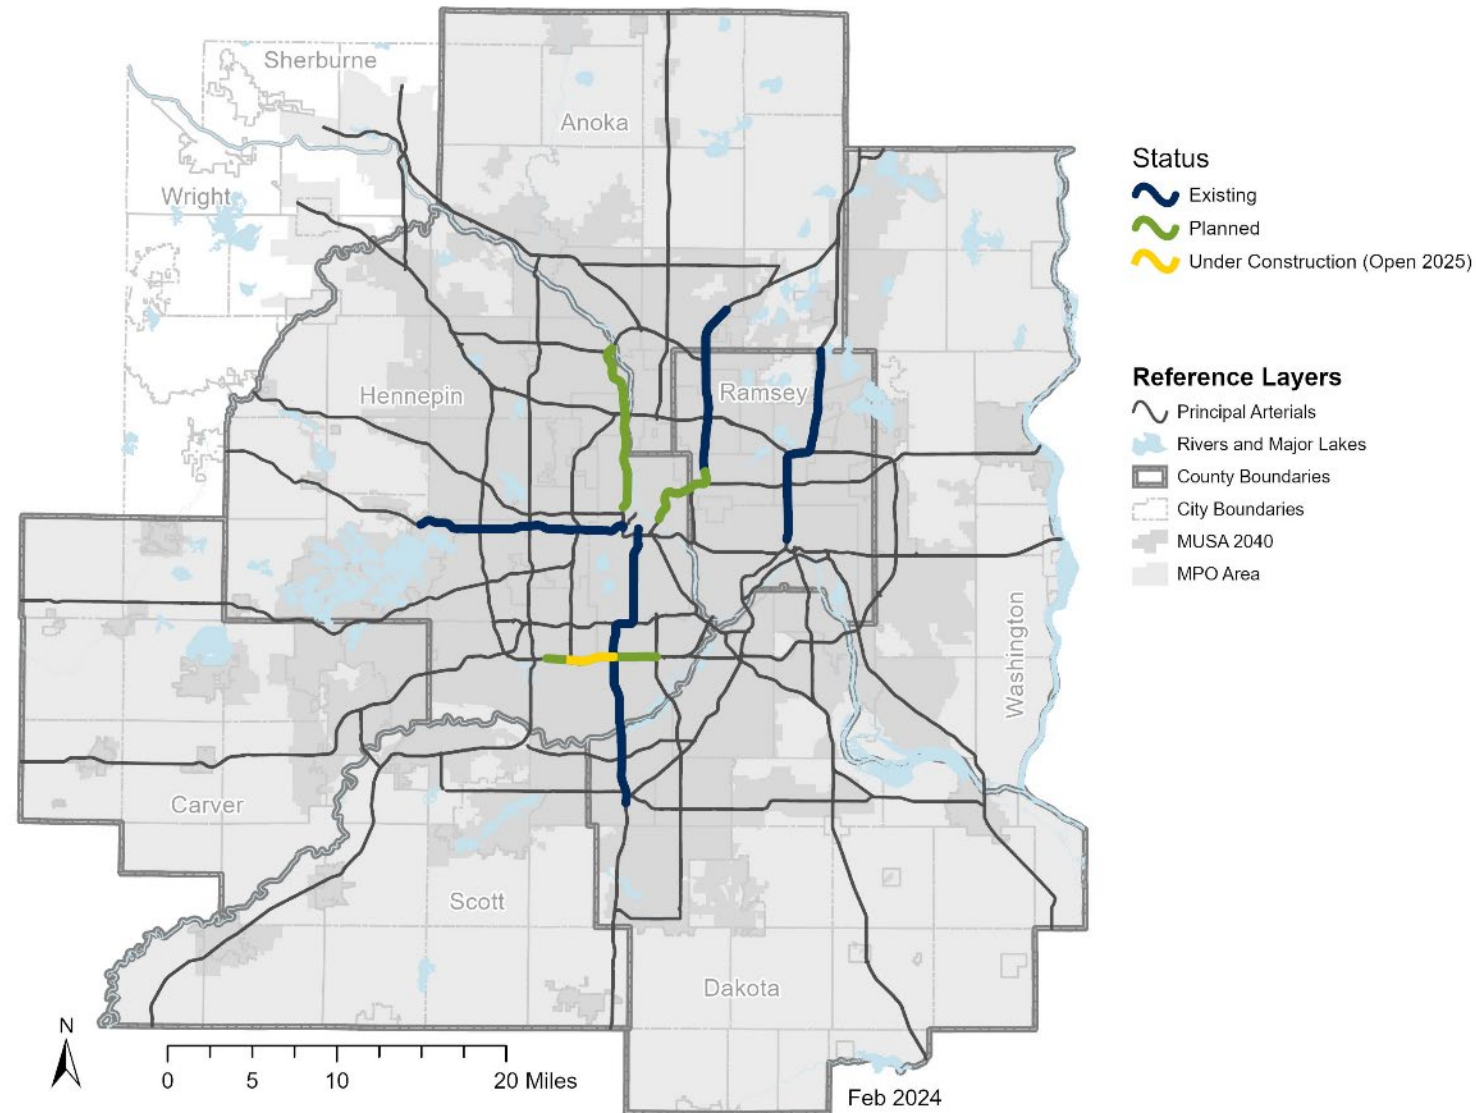 Sherburne
Anoka
Wright
Hennepin
Ramsey
Washington
Carver
Scott
Dakota
Status
Existing
Planned
Under Construction (Open 2025)
Reference Layers
Principal Arterials
Rivers and Major Lakes
County Boundaries
City Boundaries
MUSA 2040
MPO Area
N
0 5 10 20 Miles
Feb 2024